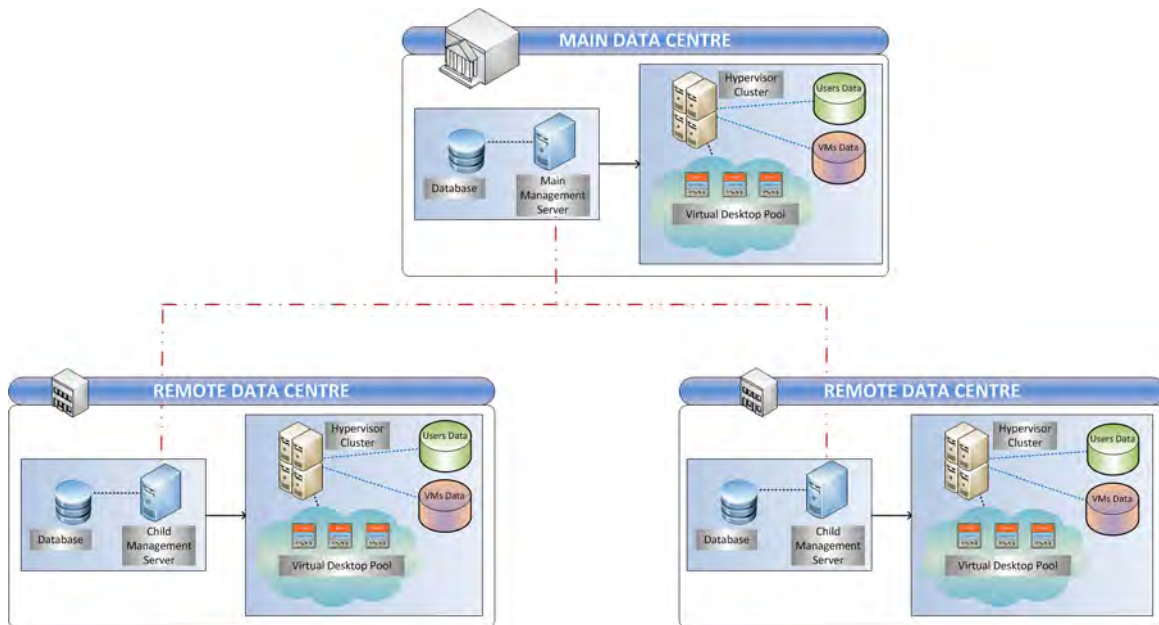 MAIN DATA CENTRE
Hypervisor
Cluster
Users Data
VMs Data
Database
Main
Management
Server
Virtual Desktop Pool
REMOTE DATA CENTRE
Hypervisor
Cluster
Users Data
VMs Data
Database
Child
Management
Server
Virtual Desktop Pool
REMOTE DATA CENTRE
Hypervisor
Cluster
Users Data
VMs Data
Database
Child
Management
Server
Virtual Desktop Pool